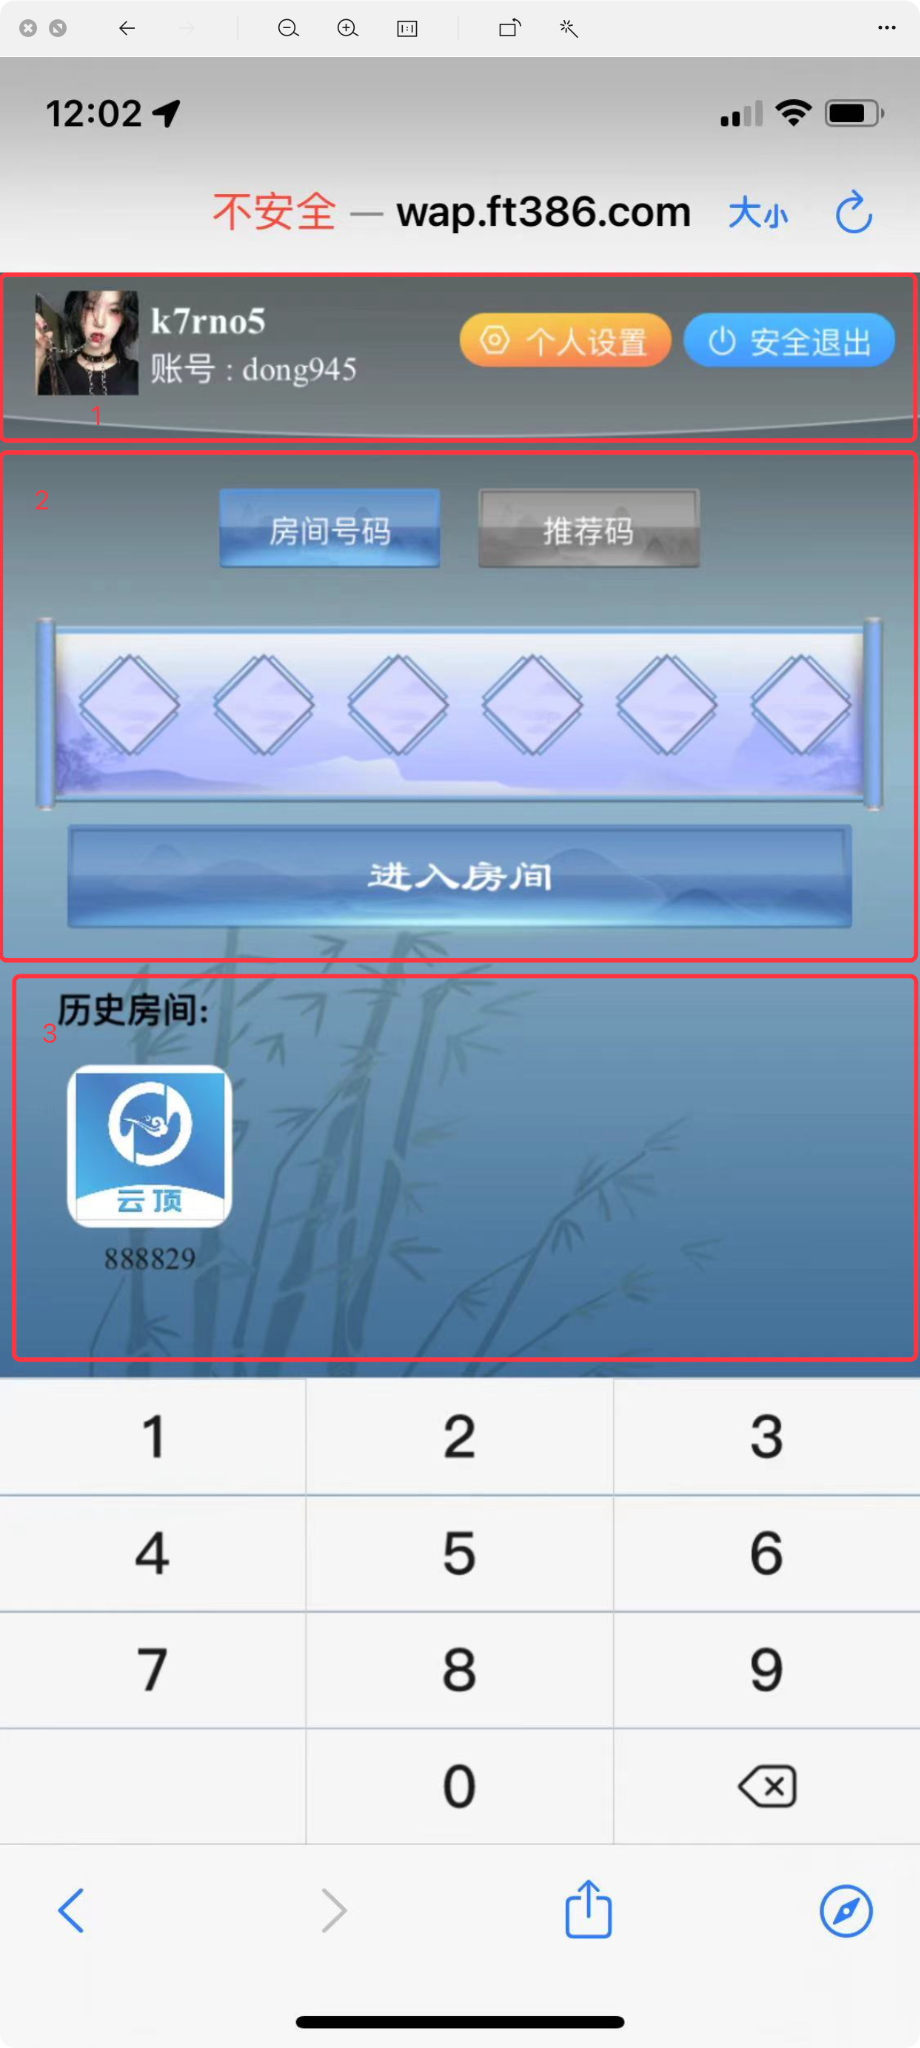 12:02
不安全 — wap.ft386.com 大小
k7rno5
账号 : dong945
个人设置
安全退出
1
2
房间号码
推荐码
进入房间
历史房间:
3
云顶
888829
1 2 3
4 5 6
7 8 9
0